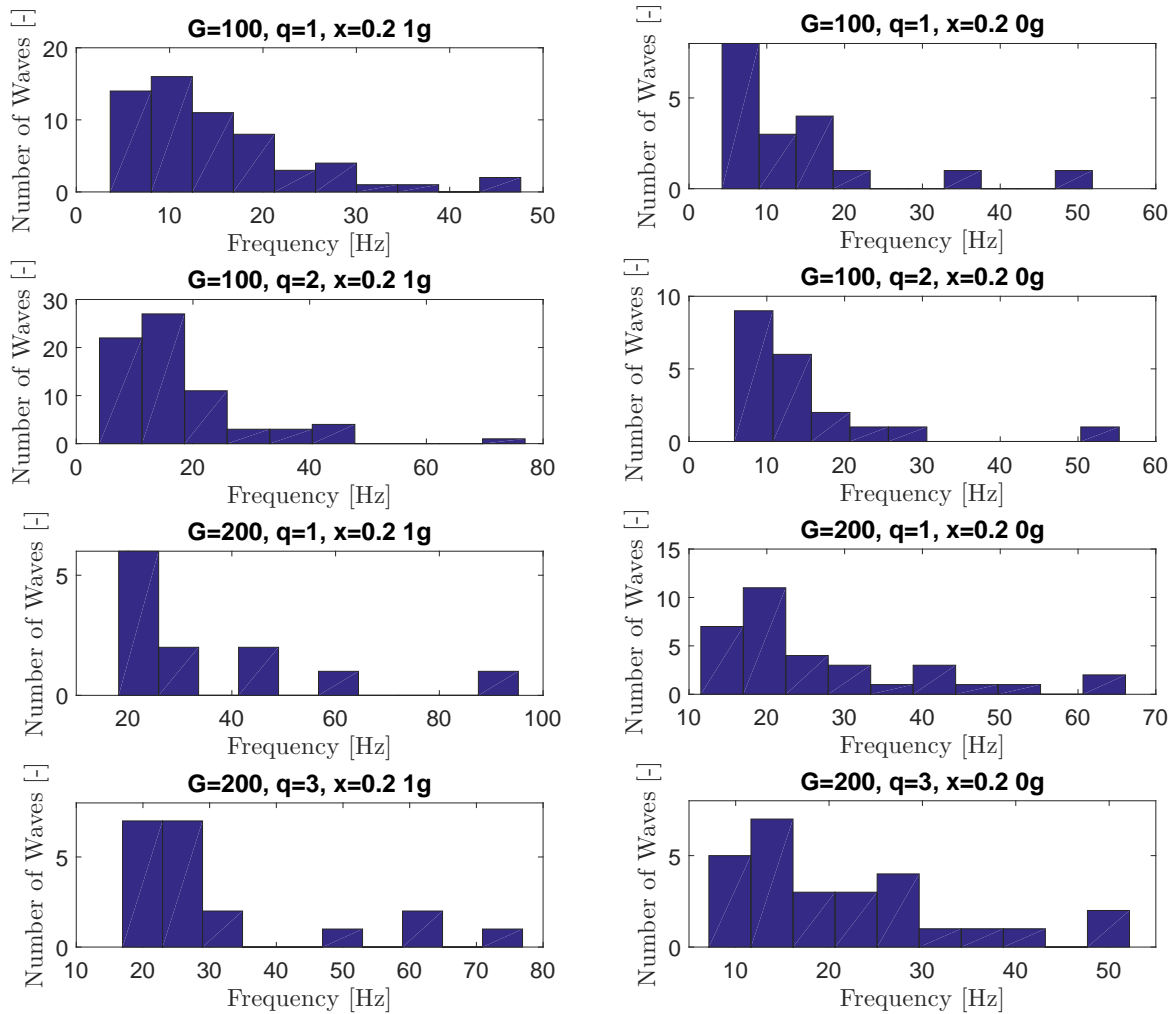 G=100, q=1, x=0.2 1g
Number of Waves [-]
20
10
0
0 10 20 30 40 50
Frequency [Hz]
G=100, q=1, x=0.2 0g
Number of Waves [-]
5
0
0 10 20 30 40 50 60
Frequency [Hz]
G=100, q=2, x=0.2 1g
Number of Waves [-]
30
20
10
0
0 20 40 60 80
Frequency [Hz]
G=100, q=2, x=0.2 0g
Number of Waves [-]
10
5
0
0 10 20 30 40 50 60
Frequency [Hz]
G=200, q=1, x=0.2 1g
Number of Waves [-]
5
0
20 40 60 80 100
Frequency [Hz]
G=200, q=1, x=0.2 0g
Number of Waves [-]
15
10
5
0
10 20 30 40 50 60 70
Frequency [Hz]
G=200, q=3, x=0.2 1g
Number of Waves [-]
5
0
10 20 30 40 50 60 70 80
Frequency [Hz]
G=200, q=3, x=0.2 0g
Number of Waves [-]
5
0
10 20 30 40 50
Frequency [Hz]